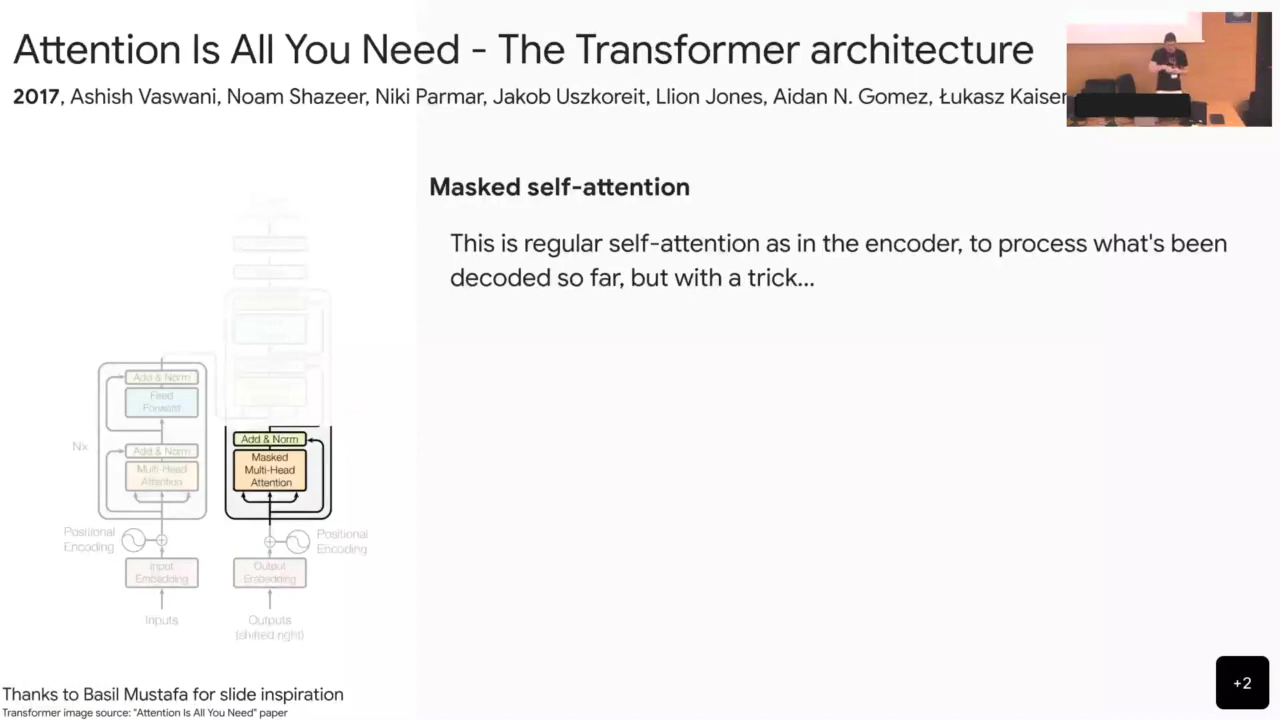 Attention Is All You Need - The Transformer architecture
2017, Ashish Vaswani, Noam Shazeer, Niki Parmar, Jakob Uszkoreit, Llion Jones, Aidan N. Gomez, Łukasz Kaiser
Masked self-attention
This is regular self-attention as in the encoder, to process what's been
decoded so far, but with a trick...
Add & Norm
Feed
Forward
Nx
Add & Norm
Multi-Head
Attention
Add & Norm
Masked
Multi-Head
Attention
Positional
Encoding
Positional
Encoding
Input
Embedding
Output
Embedding
Inputs
Outputs
(shifted right)
Thanks to Basil Mustafa for slide inspiration
Transformer image source: "Attention Is All You Need" paper
+2